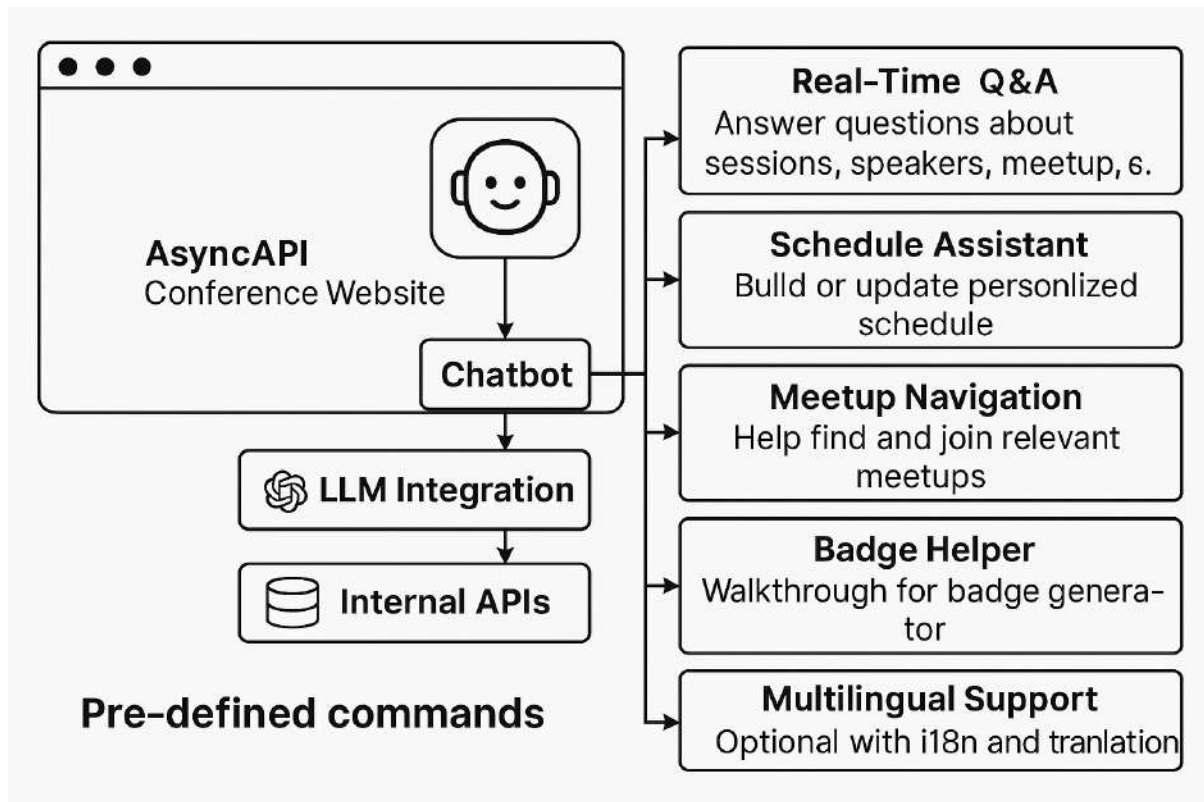 AsyncAPI
Conference Website
Chatbot
LLM Integration
Internal APIs
Pre-defined commands
Real-Time Q&A
Answer questions about
sessions, speakers, meetup, 6.
Schedule Assistant
Bulld or update personlized
schedule
Meetup Navigation
Help find and join relevant
meetups
Badge Helper
Walkthrough for badge genera-
tor
Multilingual Support
Optional with i18n and tranlation